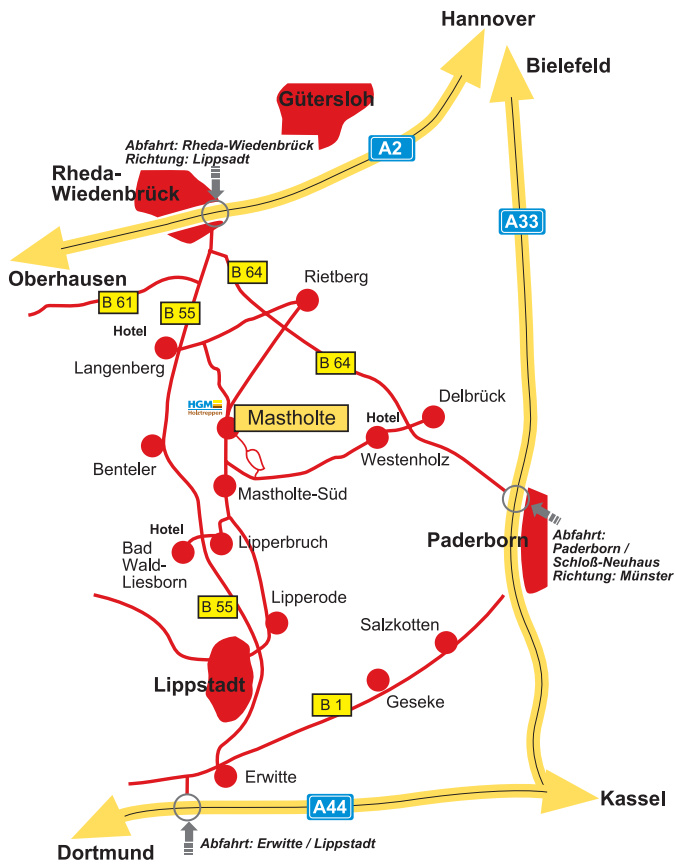 Hannover
Bielefeld
Gütersloh
Abfahrt: Rheda-Wiedenbrück
Richtung: Lippsadt
A2
Rheda-
Wiedenbrück
A33
Oberhausen
B 64
Rietberg
B 61
B 55
Hotel
Langenberg
B 64
Delbrück
HGM
Holztreppen
Mastholte
Hotel
Westenholz
Benteler
Mastholte-Süd
Hotel
Bad
Wald-
Liesborn
Lipperbruch
Paderborn
Abfahrt:
Paderborn /
Schloß-Neuhaus
Richtung: Münster
B 55
Lipperode
Salzkotten
Lippstadt
Geseke
B 1
Erwitte
A44
Kassel
Dortmund
Abfahrt: Erwitte / Lippstadt